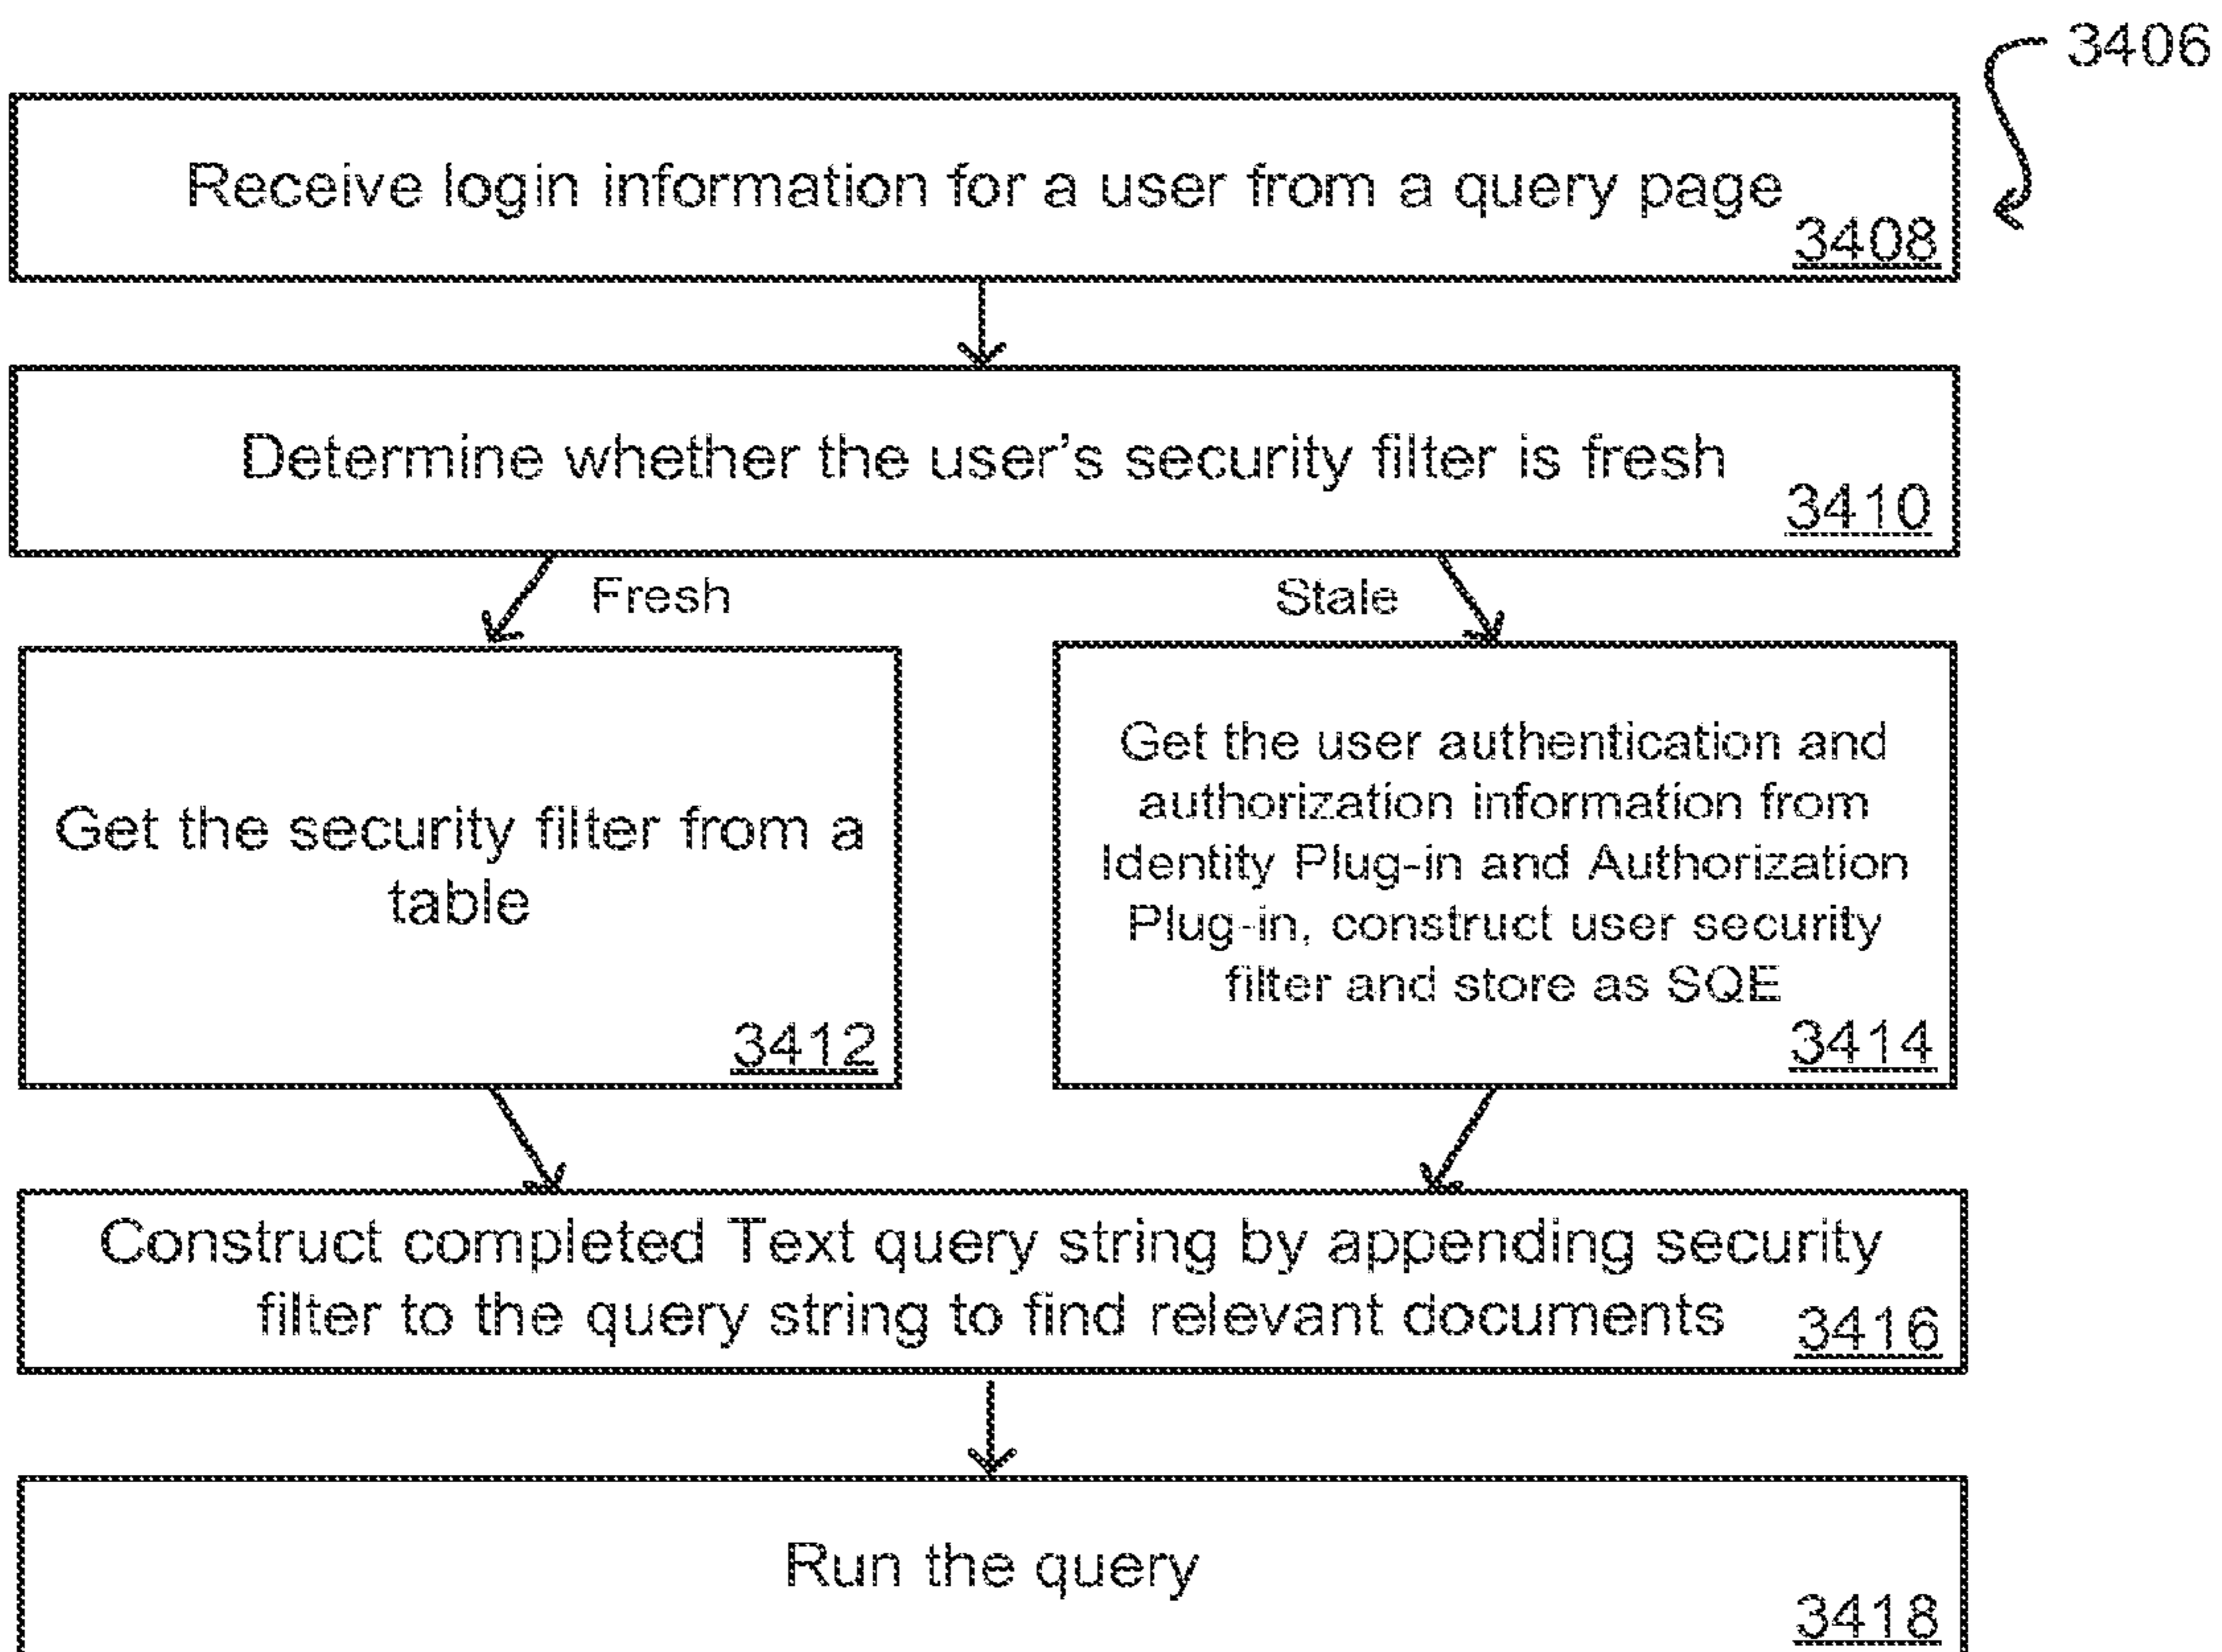 3406
Receive login information for a user from a query page
3408
Determine whether the user's security filter is fresh
3410
Fresh
Stale
Get the security filter from a
table
3412
Get the user authentication and
authorization information from
Identity Plug-in and Authorization
Plug-in, construct user security
filter and store as SQE
3414
Construct completed Text query string by appending security
filter to the query string to find relevant documents
3416
Run the query
3418